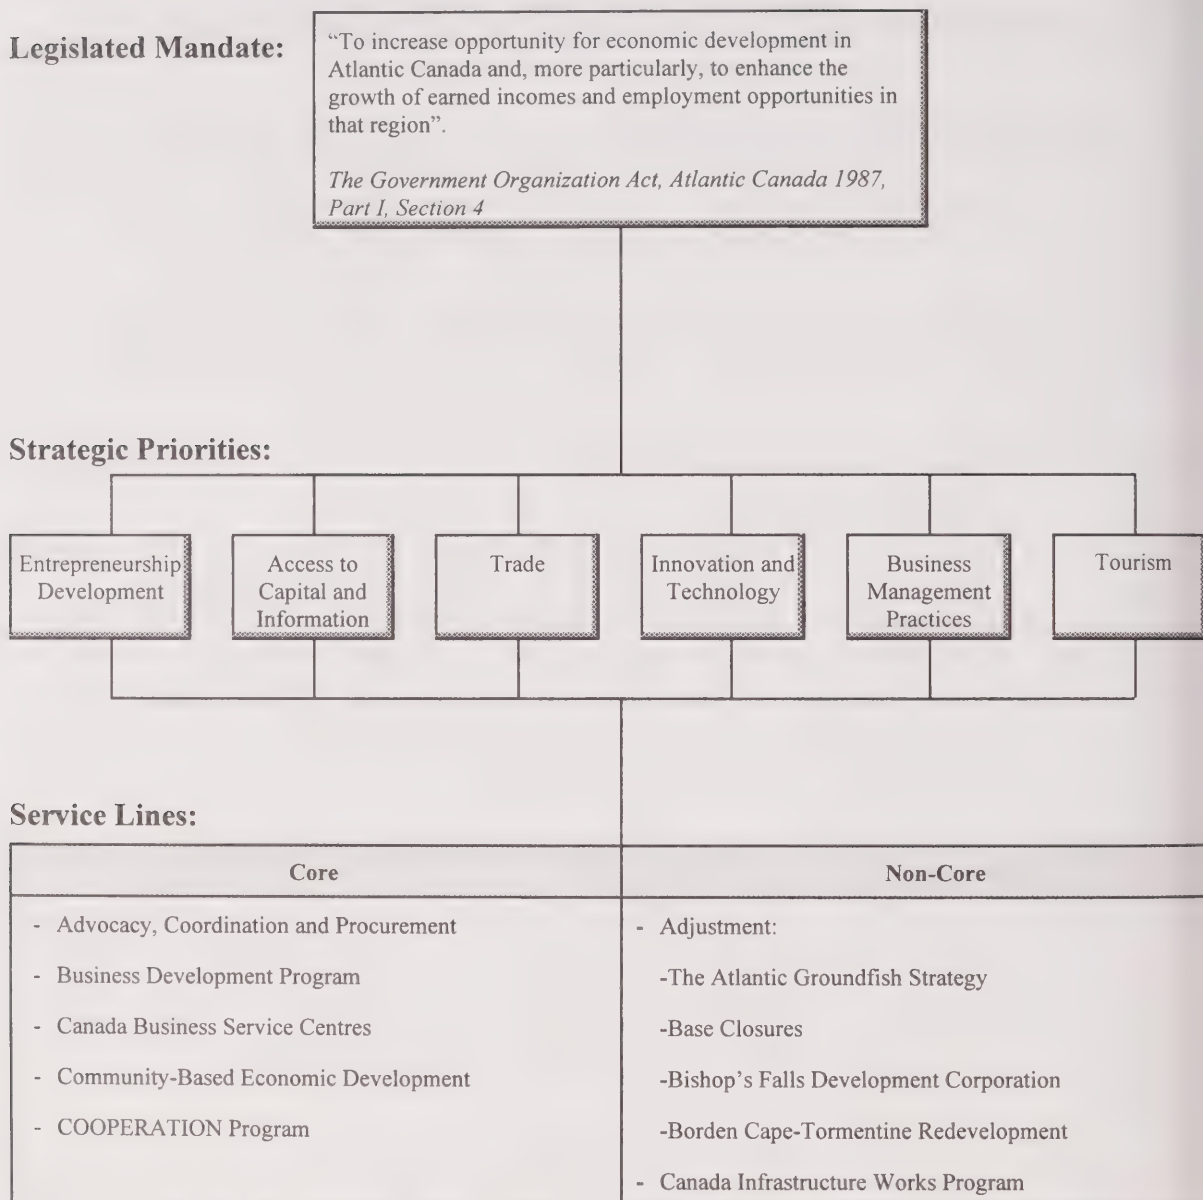 Legislated Mandate:
“To increase opportunity for economic development in
Atlantic Canada and, more particularly, to enhance the
growth of earned incomes and employment opportunities in
that region”.
The Government Organization Act, Atlantic Canada 1987,
Part I, Section 4
Strategic Priorities:
Entrepreneurship
Development
Access to
Capital and
Information
Trade
Innovation and
Technology
Business
Management
Practices
Tourism
Service Lines:
Core
- Advocacy, Coordination and Procurement
- Business Development Program
- Canada Business Service Centres
- Community-Based Economic Development
- COOPERATION Program
Non-Core
- Adjustment:
-The Atlantic Groundfish Strategy
-Base Closures
-Bishop's Falls Development Corporation
-Borden Cape-Tormentine Redevelopment
- Canada Infrastructure Works Program